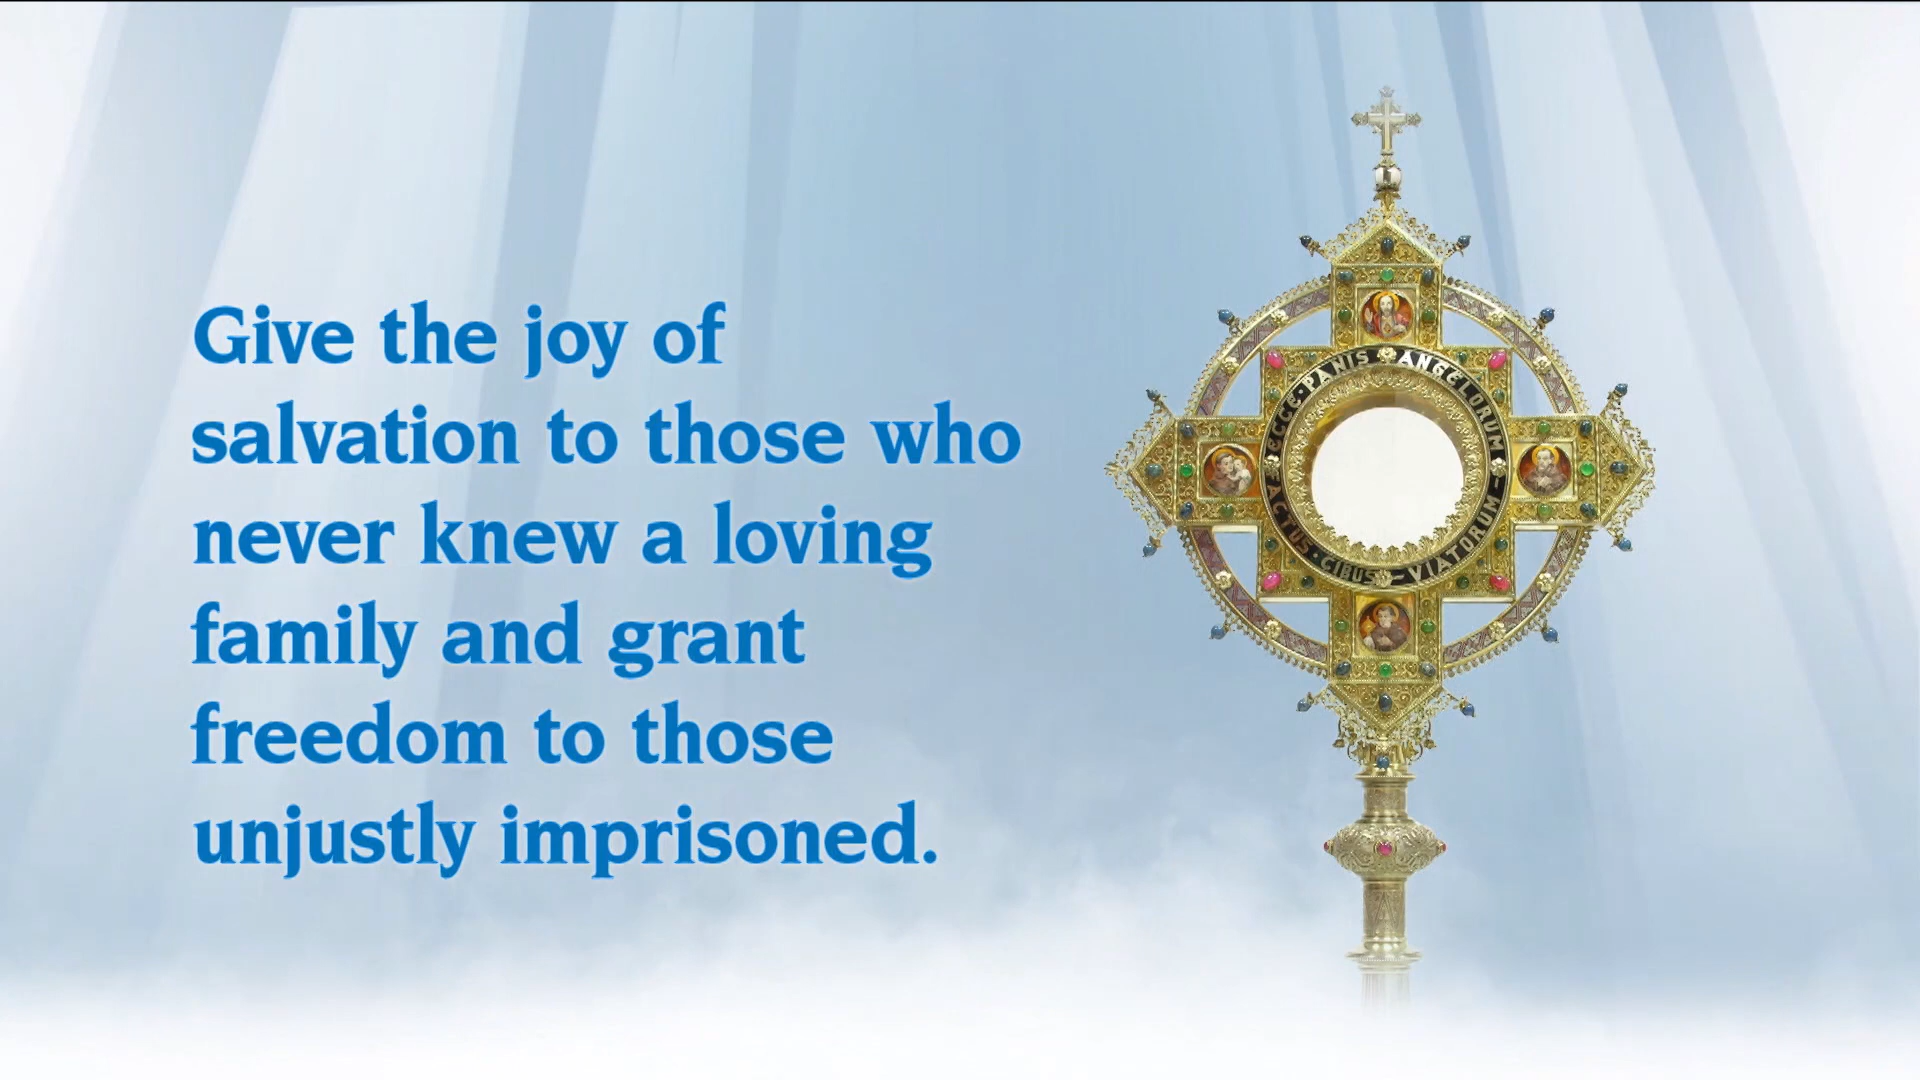 Give the joy of
salvation to those who
never knew a loving
family and grant
freedom to those
unjustly imprisoned.
ECCE · PANIS ANGELORUM – FACTUS · CIBUS – VIATORUM –